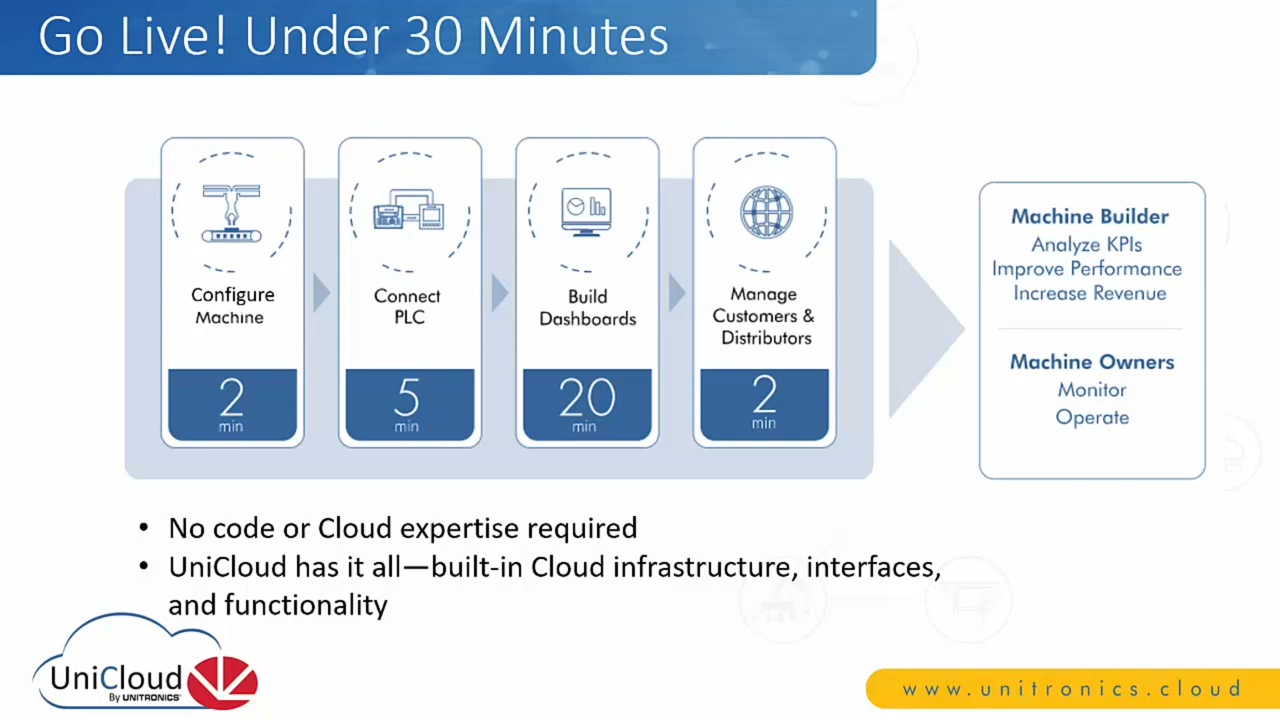 Go Live! Under 30 Minutes
Configure
Machine
2
min
Connect
PLC
5
min
Build
Dashboards
20
min
Manage
Customers &
Distributors
2
min
Machine Builder
Analyze KPIs
Improve Performance
Increase Revenue
Machine Owners
Monitor
Operate
• No code or Cloud expertise required
• UniCloud has it all—built-in Cloud infrastructure, interfaces,
and functionality
UniCloud
By UNITRONICS
www.unitronics.cloud